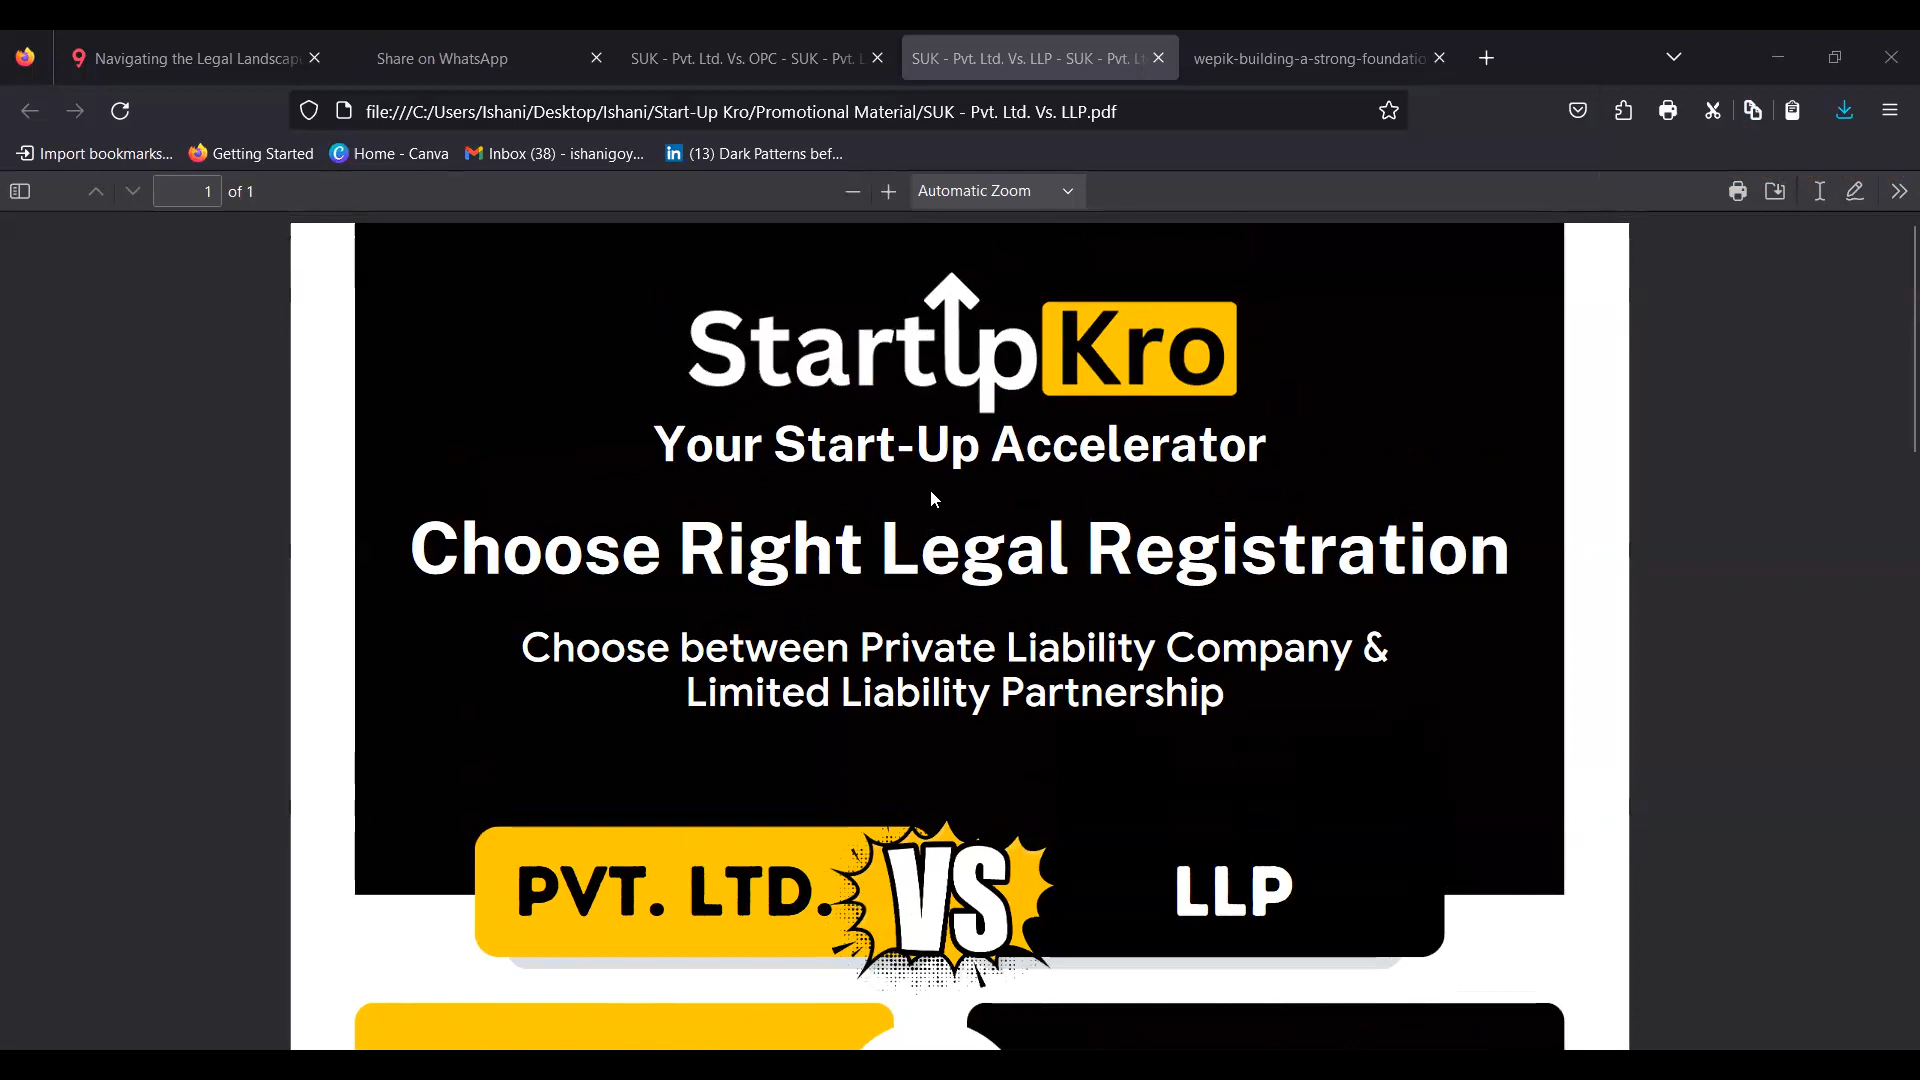 Navigating the Legal Landscap
Share on WhatsApp
SUK - Pvt. Ltd. Vs. OPC - SUK - Pvt. L
SUK - Pvt. Ltd. Vs. LLP - SUK - Pvt. Lt
wepik-building-a-strong-foundatio
file:///C:/Users/Ishani/Desktop/Ishani/Start-Up Kro/Promotional Material/SUK - Pvt. Ltd. Vs. LLP.pdf
Import bookmarks...
Getting Started
Home - Canva
Inbox (38) - ishanigoy...
(13) Dark Patterns bef...
1 of 1
Automatic Zoom
StartUp Kro
Your Start-Up Accelerator
Choose Right Legal Registration
Choose between Private Liability Company &
Limited Liability Partnership
PVT. LTD. VS LLP